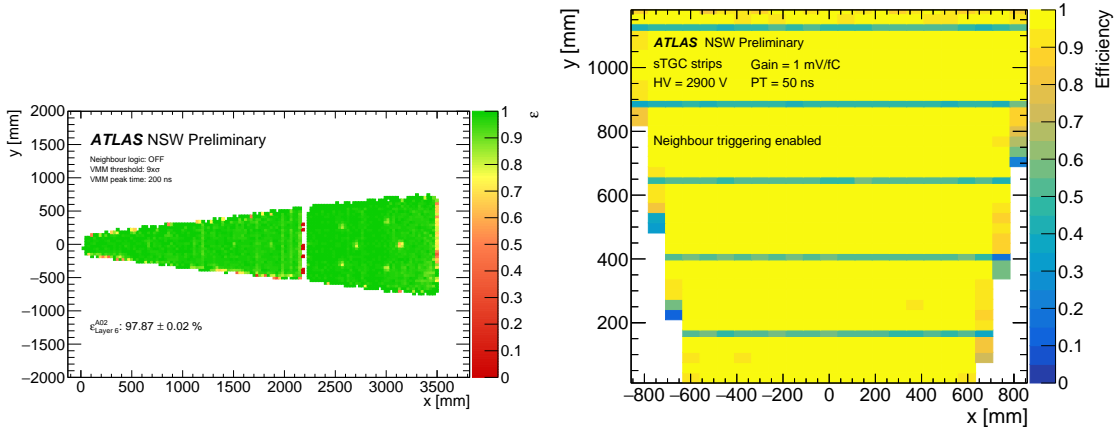 ATLAS NSW Preliminary
Neighbour logic: OFF
VMM threshold: 9xσ
VMM peak time: 200 ns
ε A02 Layer 6: 97.87 ± 0.02 %
y [mm]
2000
1500
1000
500
0
−500
−1000
−1500
−2000
0 500 1000 1500 2000 2500 3000 3500
x [mm]
ε
1
0.9
0.8
0.7
0.6
0.5
0.4
0.3
0.2
0.1
0
ATLAS NSW Preliminary
sTGC strips Gain = 1 mV/fC
HV = 2900 V PT = 50 ns
Neighbour triggering enabled
y [mm]
1000
800
600
400
200
−800 −600 −400 −200 0 200 400 600 800
x [mm]
Efficiency
1
0.9
0.8
0.7
0.6
0.5
0.4
0.3
0.2
0.1
0